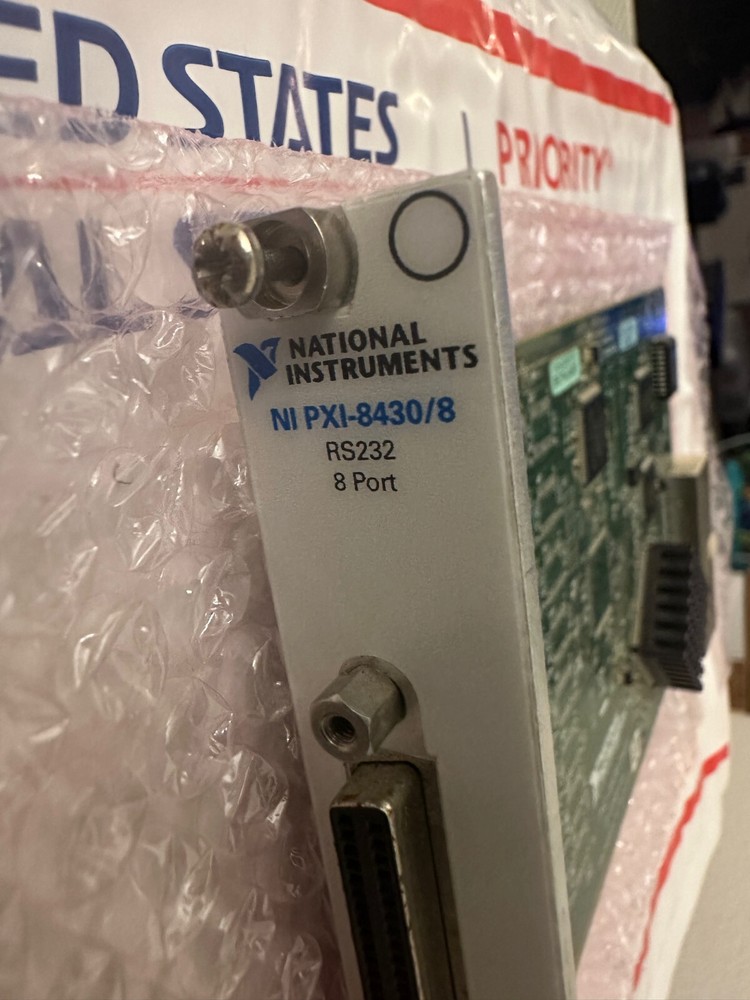 ED STATES
PRIORITY®
NATIONAL
INSTRUMENTS
NI PXI-8430/8
RS232
8 Port